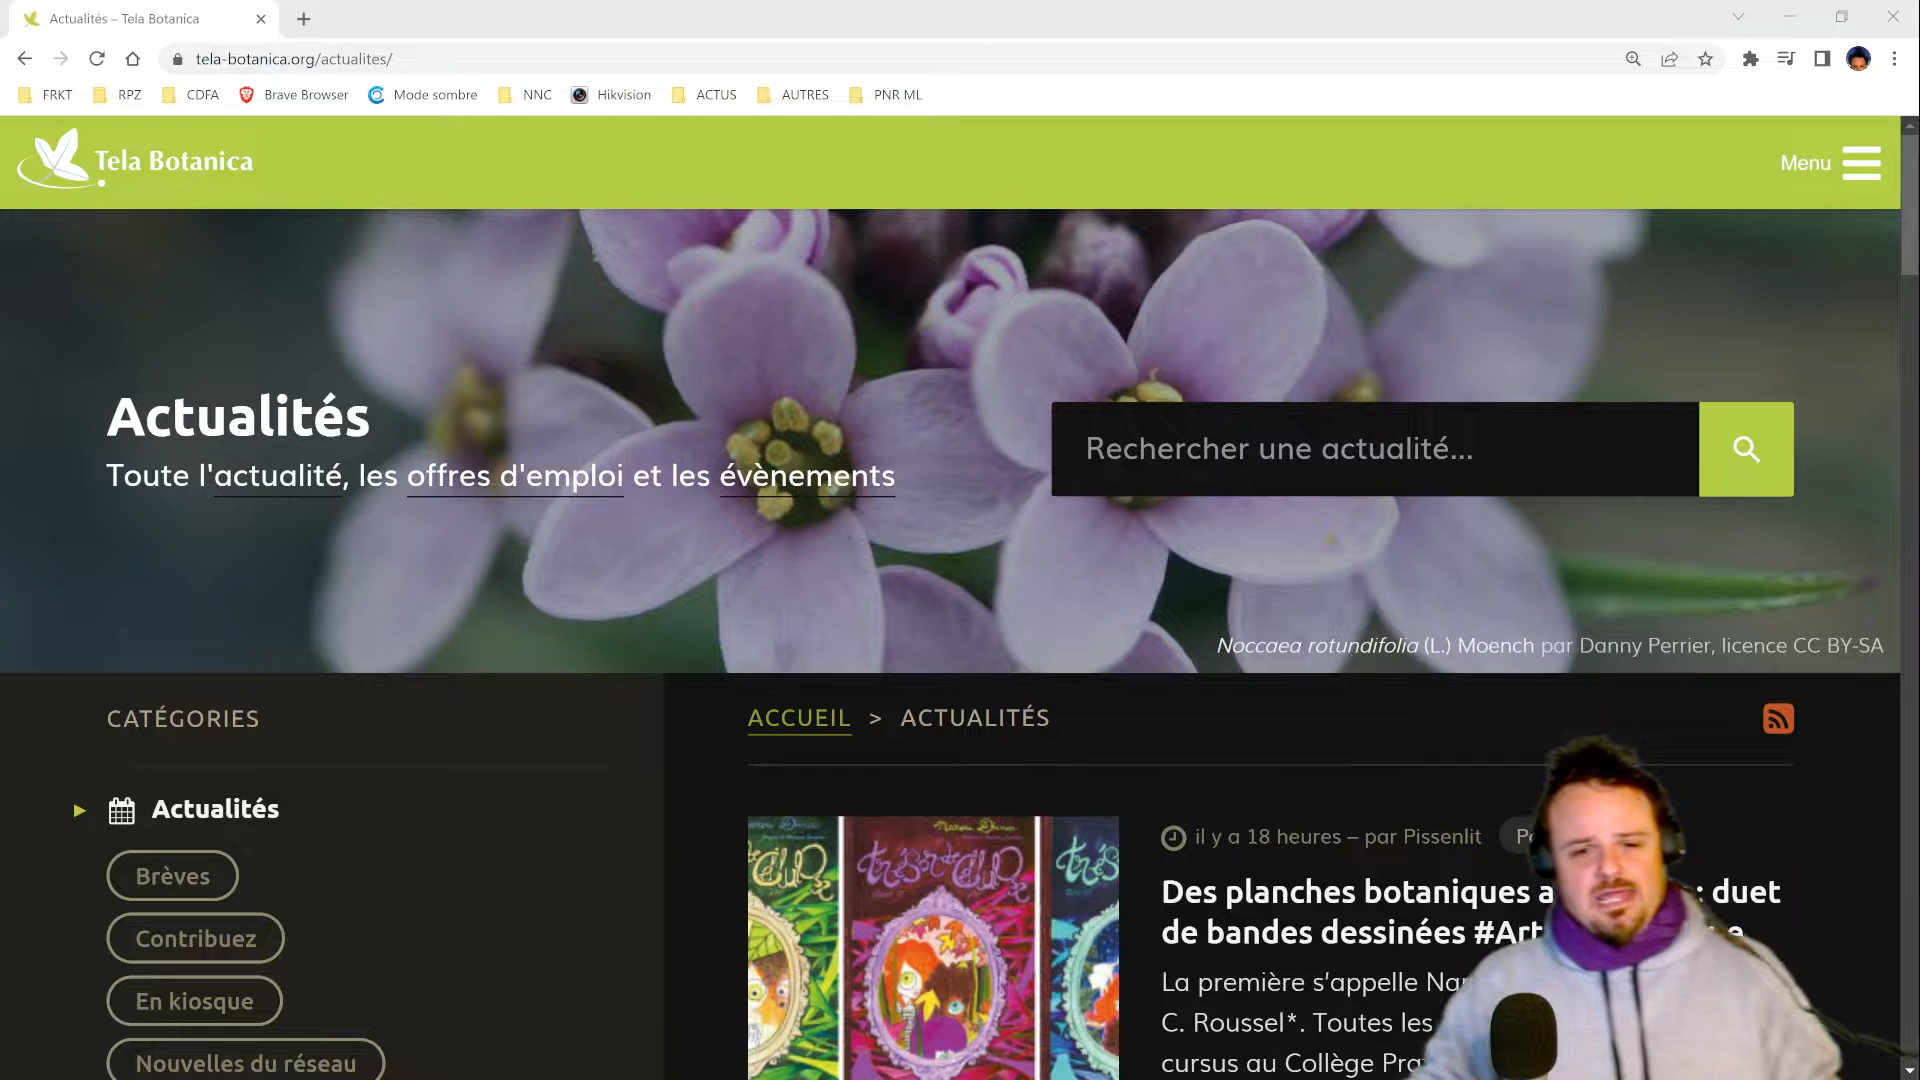 Actualités – Tela Botanica
tela-botanica.org/actualites/
FRKT RPZ CDFA Brave Browser Mode sombre NNC Hikvision ACTUS AUTRES PNR ML
Tela Botanica
Menu
Actualités
Toute l'actualité, les offres d'emploi et les évènements
Rechercher une actualité...
Noccaea rotundifolia (L.) Moench par Danny Perrier, licence CC BY-SA
CATÉGORIES
Actualités
Brèves
Contribuez
En kiosque
Nouvelles du réseau
ACCUEIL > ACTUALITÉS
il y a 18 heures – par Pissenlit
Des planches botaniques : duet
de bandes dessinées
La première s'appelle
C. Roussel*. Toutes les
cursus au Collège